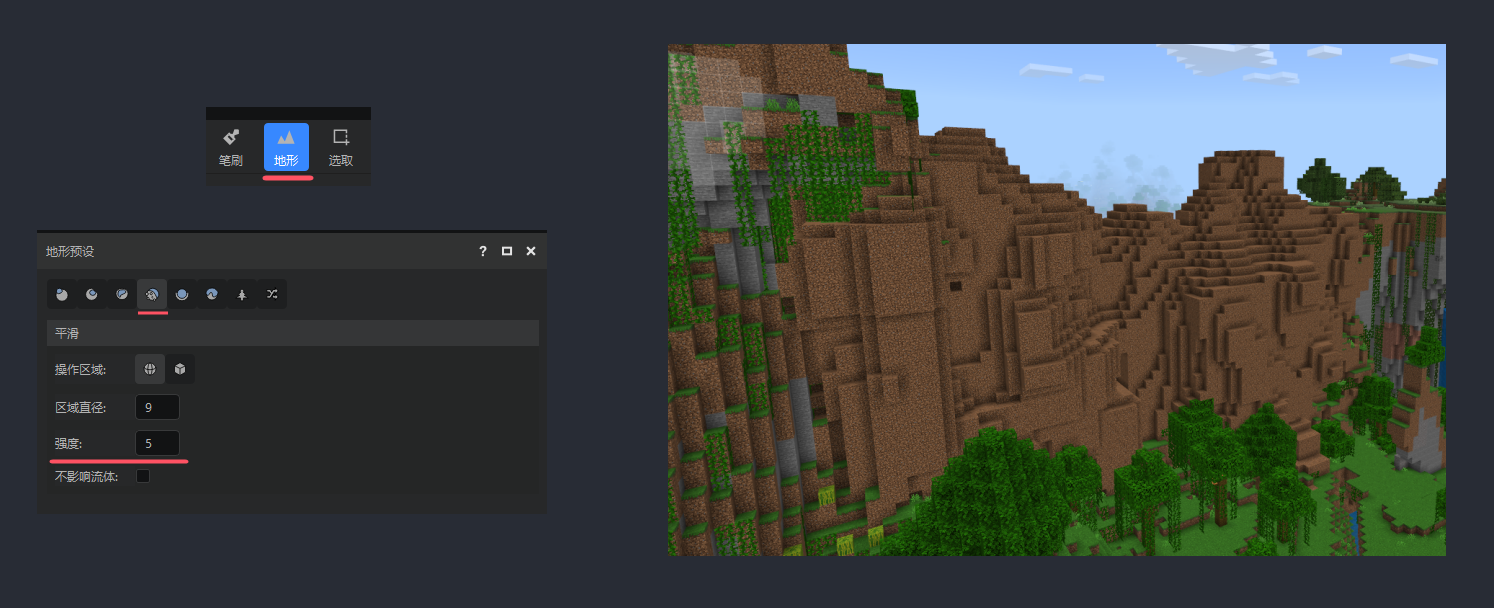 笔刷 地形 选取
地形预设 ?
平滑
操作区域:
区域直径: 9
强度: 5
不影响流体: